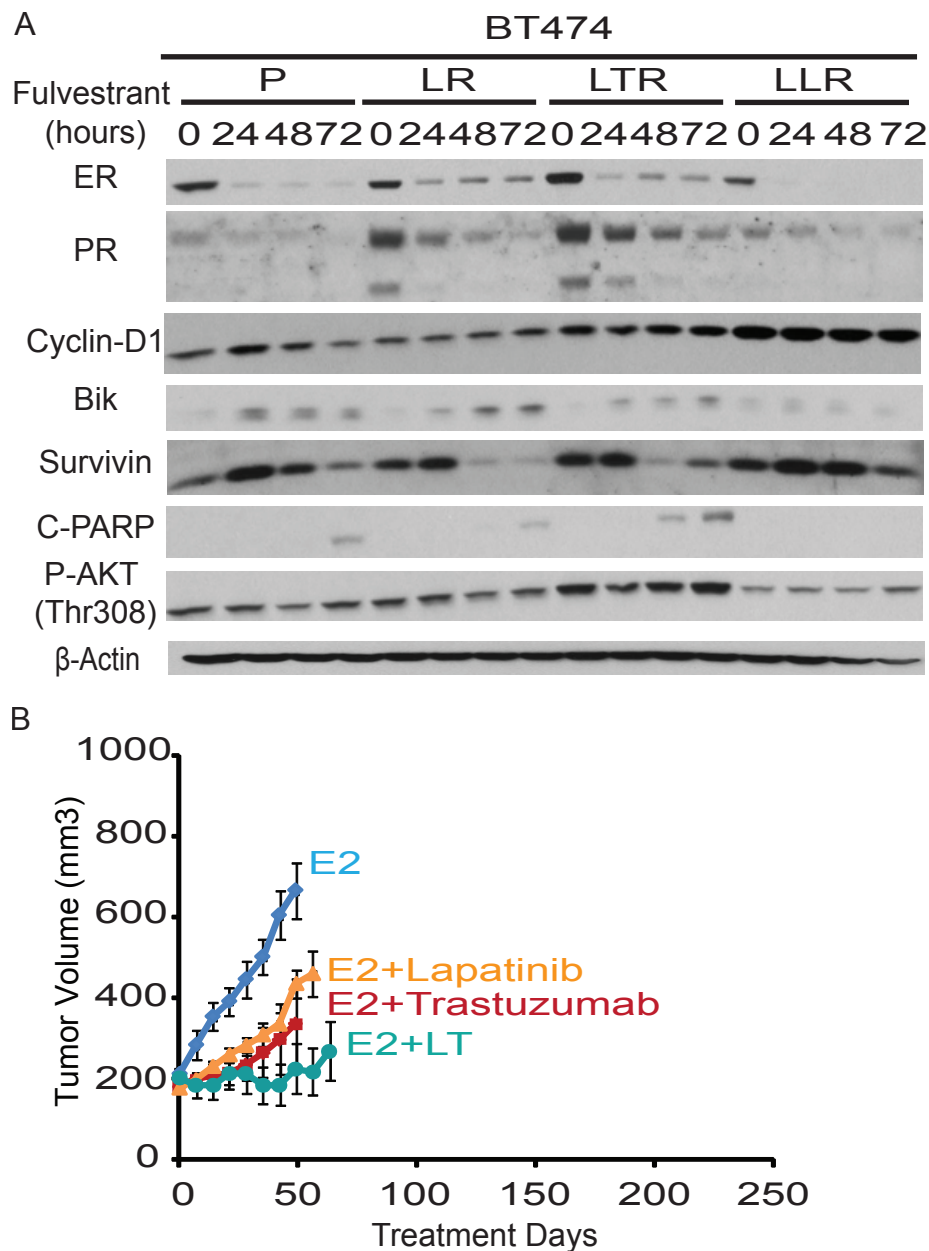 A
BT474
P LR LTR LLR
Fulvestrant
(hours)
0 24 48 72 0 24 48 72 0 24 48 72 0 24 48 72
ER
PR
Cyclin-D1
Bik
Survivin
C-PARP
P-AKT
(Thr308)
β-Actin
B
1000
800
600
400
200
0
Tumor Volume (mm3)
E2
E2+Lapatinib
E2+Trastuzumab
E2+LT
0 50 100 150 200 250
Treatment Days